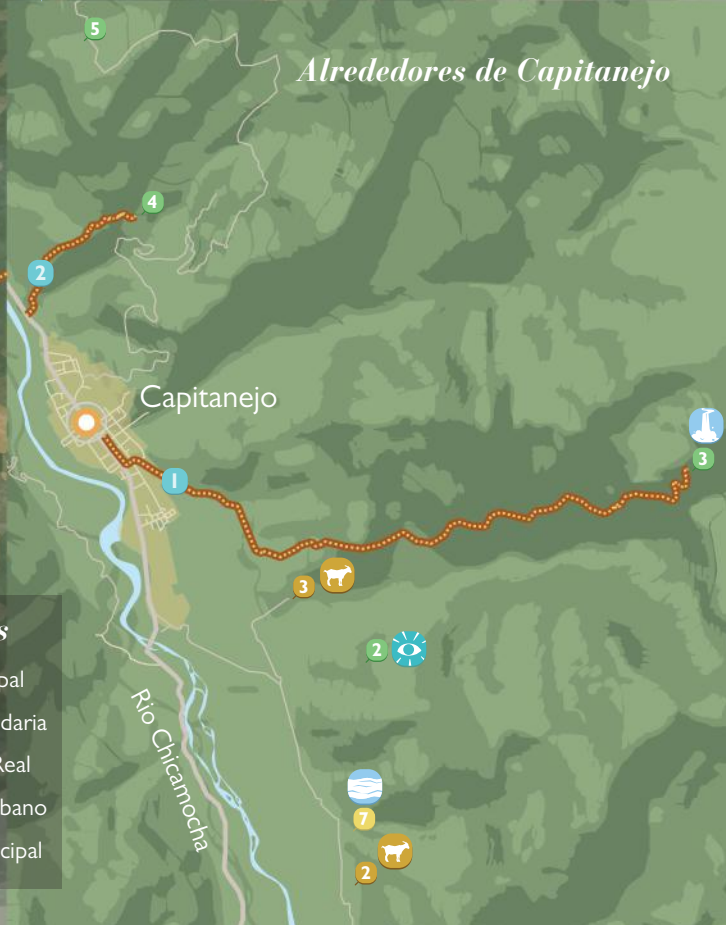 5
Alrededores de Capitanejo
4
2
Capitanejo
3
1
3
2
Rio Chicamocha
7
2
s
pal
daria
Real
bano
cipal